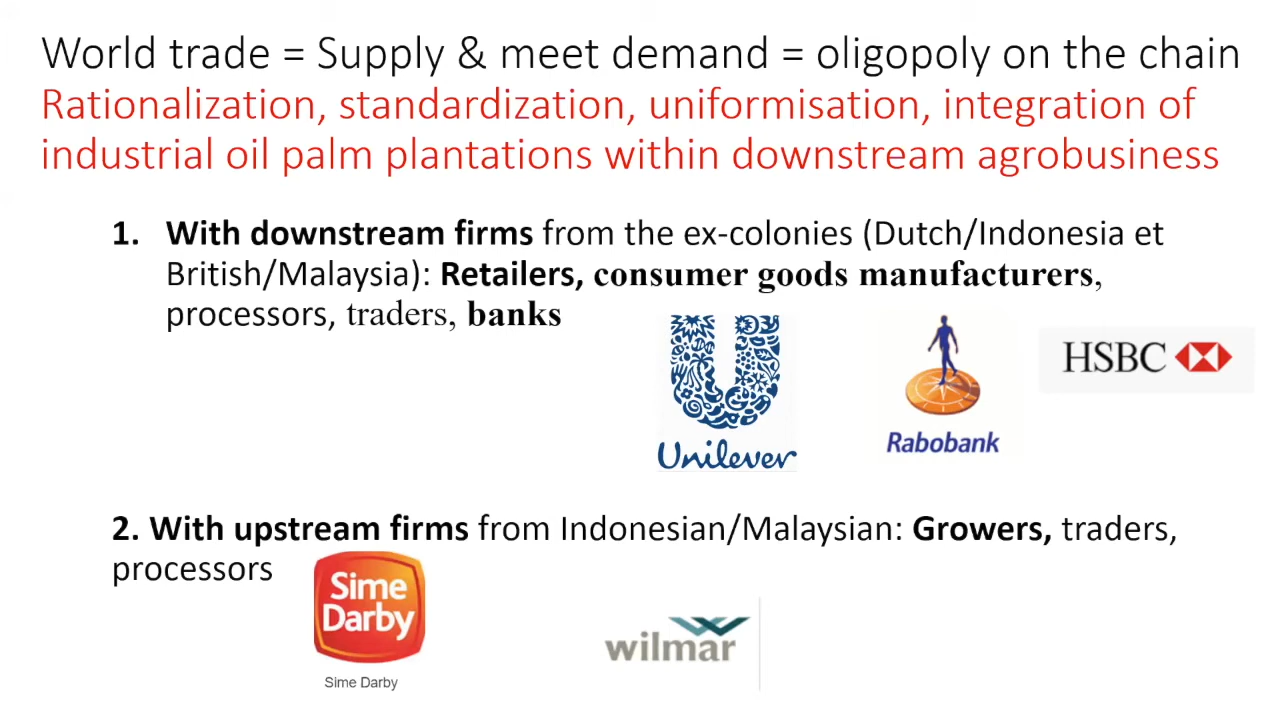 World trade = Supply & meet demand = oligopoly on the chain
Rationalization, standardization, uniformisation, integration of
industrial oil palm plantations within downstream agrobusiness
1. With downstream firms from the ex-colonies (Dutch/Indonesia et
British/Malaysia): Retailers, consumer goods manufacturers,
processors, traders, banks
Unilever
Rabobank
HSBC
2. With upstream firms from Indonesian/Malaysian: Growers, traders,
processors
Sime
Darby
Sime Darby
wilmar